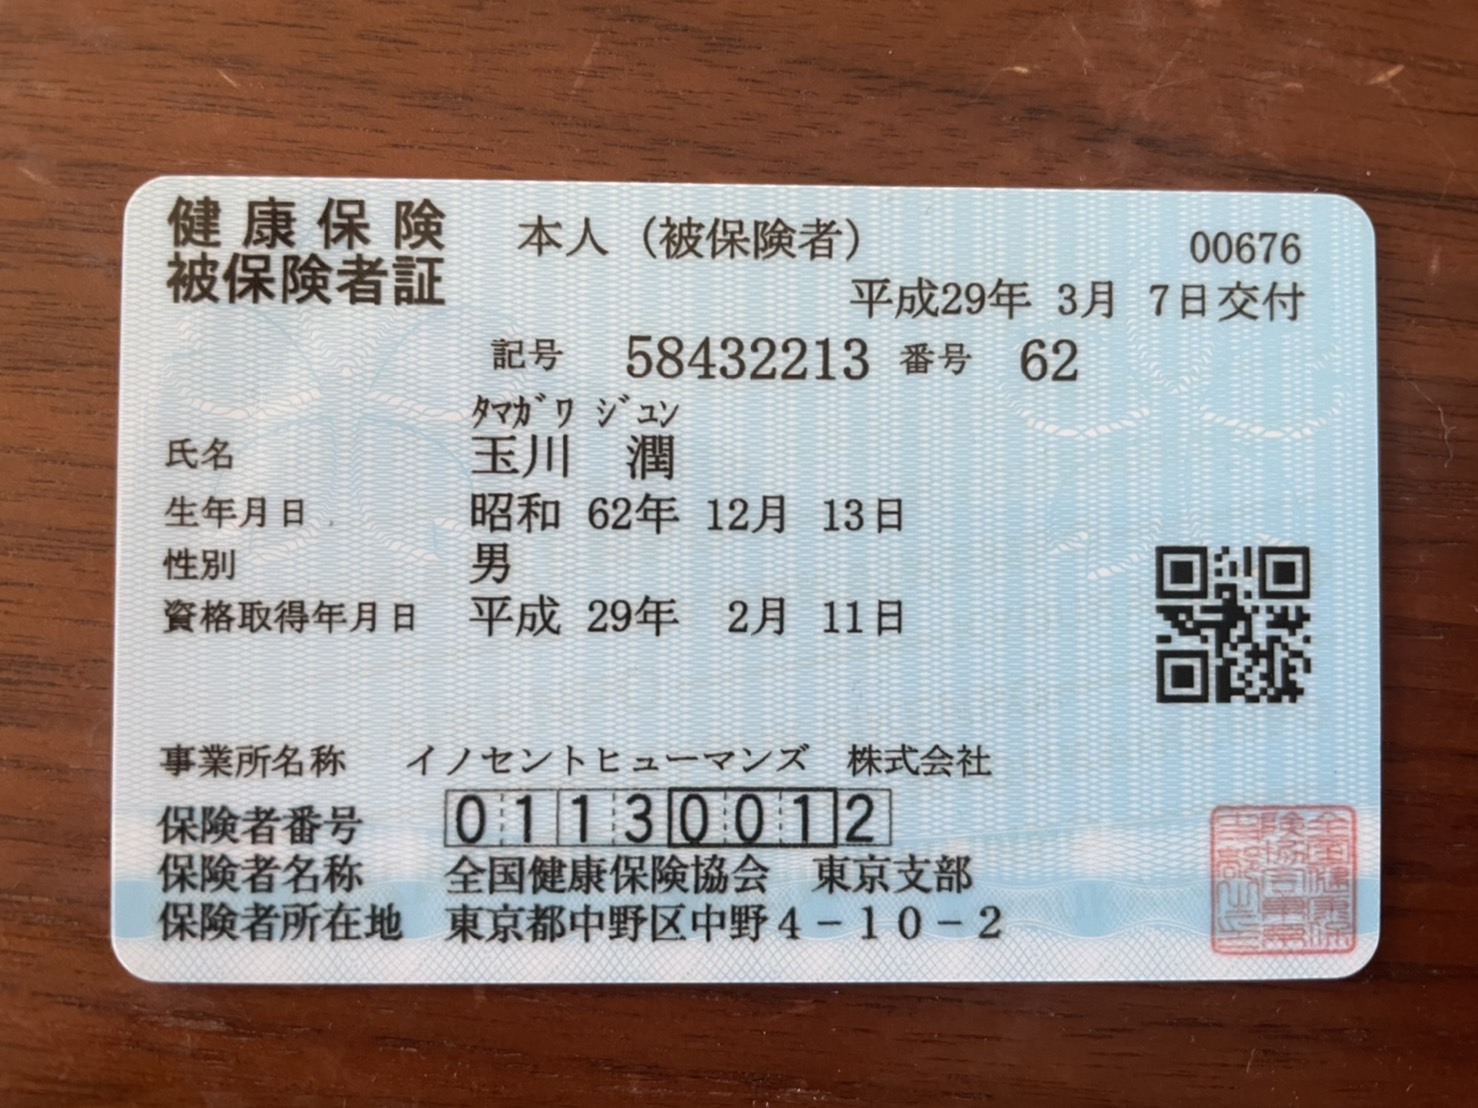 健康保険 本人（被保険者） 00676
被保険者証 平成29年 3月 7日交付
記号 58432213 番号 62
ﾀﾏｶﾞﾜ ｼﾞｭﾝ
氏名 玉川 潤
生年月日 昭和 62年 12月 13日
性別 男
資格取得年月日 平成 29年 2月 11日
事業所名称 イノセントヒューマンズ 株式会社
保険者番号 01130012
保険者名称 全国健康保険協会 東京支部
保険者所在地 東京都中野区中野４－１０－２